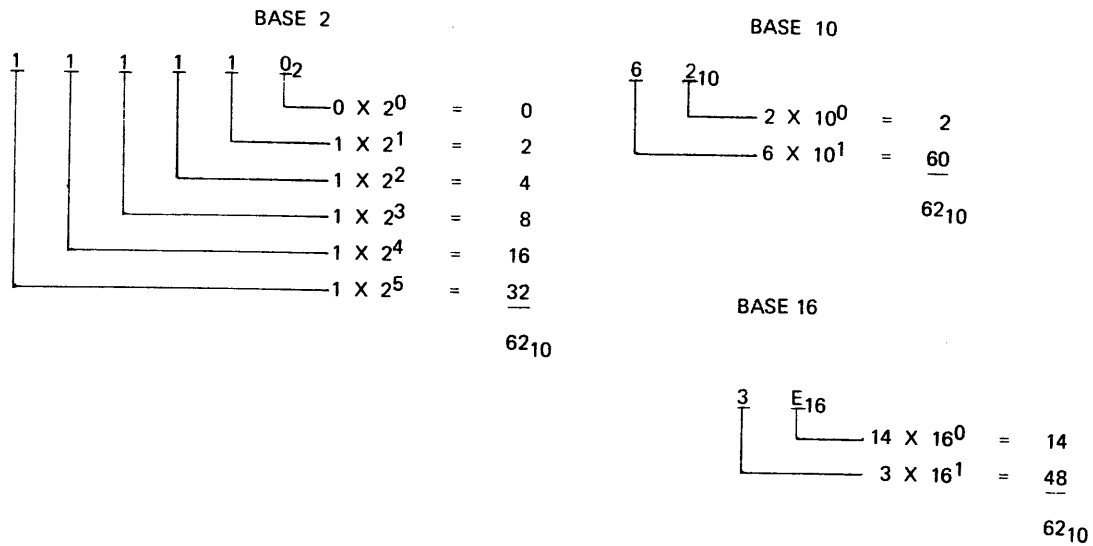 BASE 2
1 1 1 1 1 0₂
0 X 2⁰ = 0
1 X 2¹ = 2
1 X 2² = 4
1 X 2³ = 8
1 X 2⁴ = 16
1 X 2⁵ = 32
62₁₀
BASE 10
6 2₁₀
2 X 10⁰ = 2
6 X 10¹ = 60
62₁₀
BASE 16
3 E₁₆
14 X 16⁰ = 14
3 X 16¹ = 48
62₁₀